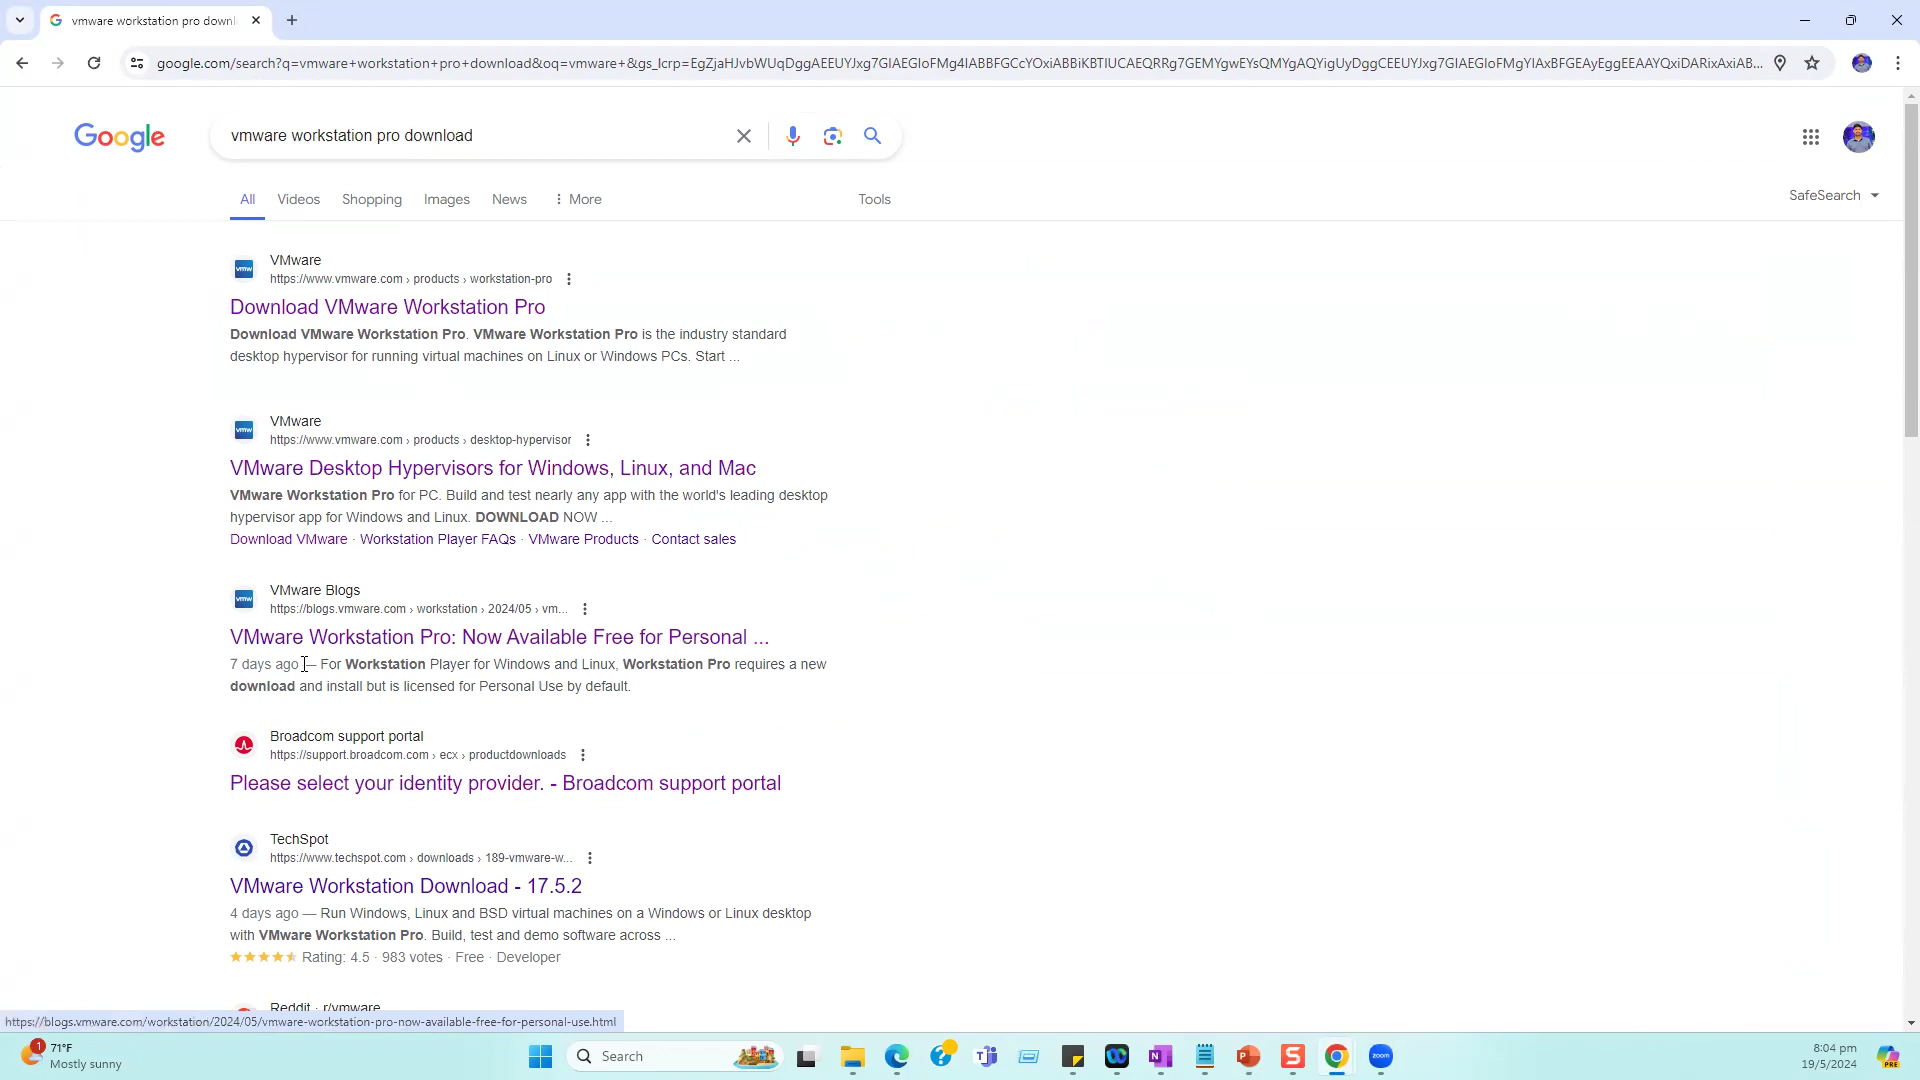 vmware workstation pro down
google.com/search?q=vmware+workstation+pro+download&oq=vmware+&gs_lcrp=EgZjaHJvbWUqDggAEEUYJxg7GIAEGIoFMg4IABBFGCcYOxiABBiKBTIUCAEQRRg7GEMYgwEYsQMYgAQYigUyDggCEEUYJxg7GIAEGIoFMgYIAxBFGEAyEggEEAAYQxiDARixAxiAB...
Google
vmware workstation pro download
All Videos Shopping Images News More Tools SafeSearch
VMware
https://www.vmware.com › products › workstation-pro
Download VMware Workstation Pro
Download VMware Workstation Pro. VMware Workstation Pro is the industry standard
desktop hypervisor for running virtual machines on Linux or Windows PCs. Start ...
VMware
https://www.vmware.com › products › desktop-hypervisor
VMware Desktop Hypervisors for Windows, Linux, and Mac
VMware Workstation Pro for PC. Build and test nearly any app with the world's leading desktop
hypervisor app for Windows and Linux. DOWNLOAD NOW ...
Download VMware · Workstation Player FAQs · VMware Products · Contact sales
VMware Blogs
https://blogs.vmware.com › workstation › 2024/05 › vm...
VMware Workstation Pro: Now Available Free for Personal ...
7 days ago — For Workstation Player for Windows and Linux, Workstation Pro requires a new
download and install but is licensed for Personal Use by default.
Broadcom support portal
https://support.broadcom.com › ecx › productdownloads
Please select your identity provider. - Broadcom support portal
TechSpot
https://www.techspot.com › downloads › 189-vmware-w...
VMware Workstation Download - 17.5.2
4 days ago — Run Windows, Linux and BSD virtual machines on a Windows or Linux desktop
with VMware Workstation Pro. Build, test and demo software across ...
Rating: 4.5 · 983 votes · Free · Developer
Reddit · r/vmware
https://blogs.vmware.com/workstation/2024/05/vmware-workstation-pro-now-available-free-for-personal-use.html
1
71°F
Mostly sunny
Search
zoom
8:04 pm
19/5/2024
PRE